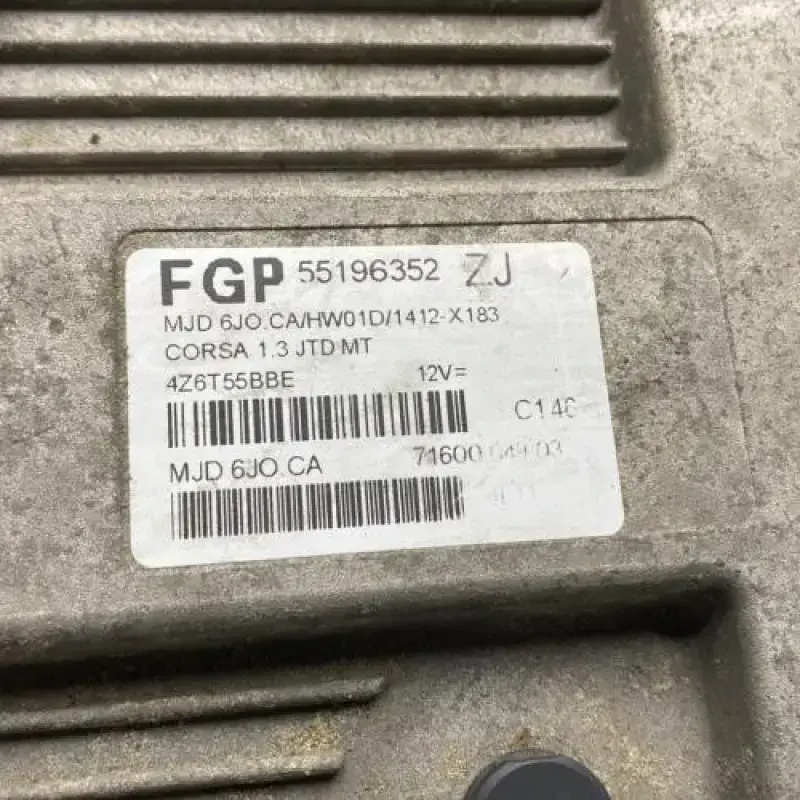 FGP 55196352 ZJ
MJD 6JO.CA/HW01D/1412-X183
CORSA 1.3 JTD MT
4Z6T55BBE 12V=
C146
MJD 6JO.CA